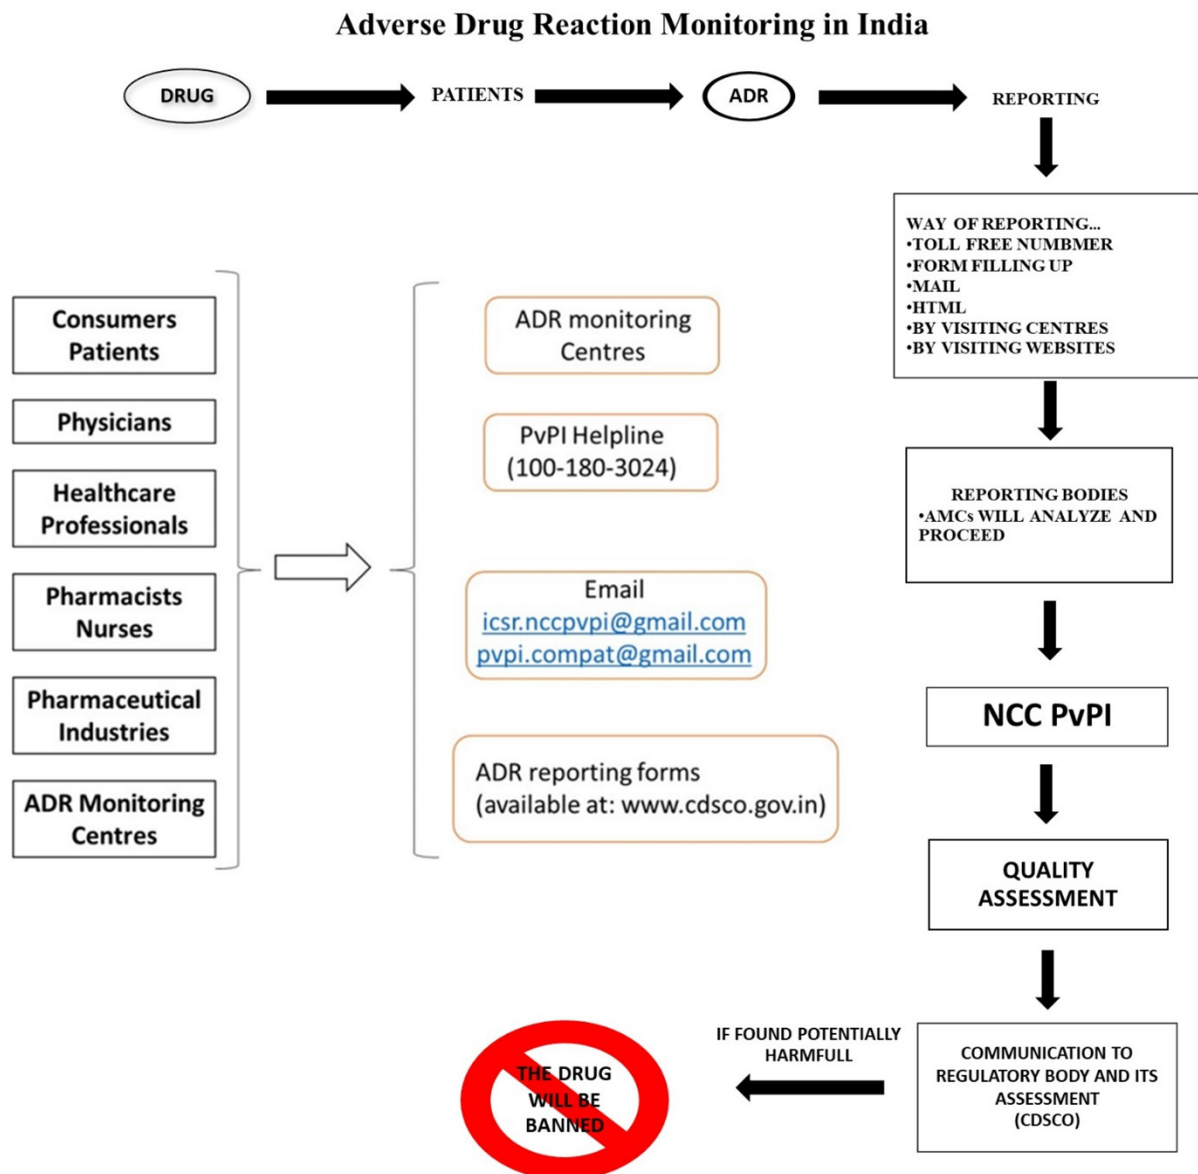 Adverse Drug Reaction Monitoring in India
DRUG
PATIENTS
ADR
REPORTING
WAY OF REPORTING...
•TOLL FREE NUMBMER
•FORM FILLING UP
•MAIL
•HTML
•BY VISITING CENTRES
•BY VISITING WEBSITES
Consumers
Patients
Physicians
Healthcare
Professionals
Pharmacists
Nurses
Pharmaceutical
Industries
ADR Monitoring
Centres
ADR monitoring
Centres
PvPI Helpline
(100-180-3024)
Email
icsr.nccpvpi@gmail.com
pvpi.compat@gmail.com
ADR reporting forms
(available at: www.cdsco.gov.in)
REPORTING BODIES
•AMCs WILL ANALYZE AND
PROCEED
NCC PvPI
QUALITY
ASSESSMENT
COMMUNICATION TO
REGULATORY BODY AND ITS
ASSESSMENT
(CDSCO)
IF FOUND POTENTIALLY
HARMFULL
THE DRUG
WILL BE
BANNED